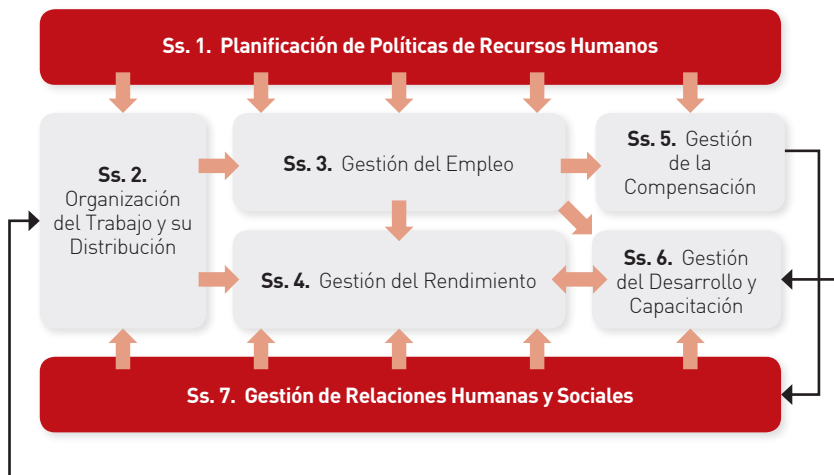 Ss. 1. Planificación de Políticas de Recursos Humanos
Ss. 2.
Organización
del Trabajo y su
Distribución
Ss. 3. Gestión del Empleo
Ss. 5. Gestión
de la
Compensación
Ss. 4. Gestión del Rendimiento
Ss. 6. Gestión
del Desarrollo y
Capacitación
Ss. 7. Gestión de Relaciones Humanas y Sociales